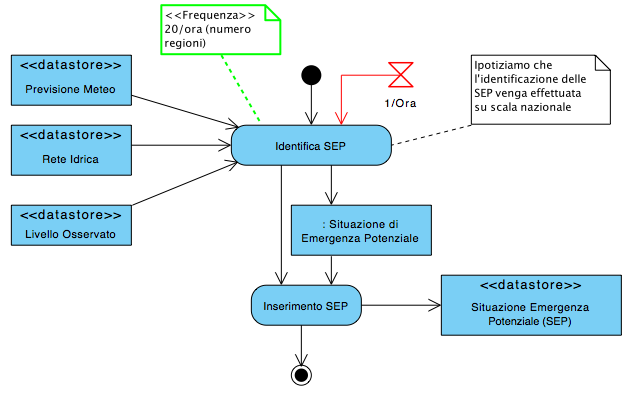 <<Frequenza>>
20/ora (numero
regioni)
<<datastore>>
Previsione Meteo
1/Ora
Ipotiziamo che
l'identificazione delle
SEP venga effettuata
su scala nazionale
<<datastore>>
Rete Idrica
Identifica SEP
<<datastore>>
Livello Osservato
: Situazione di
Emergenza Potenziale
Inserimento SEP
<<datastore>>
Situazione Emergenza
Potenziale (SEP)